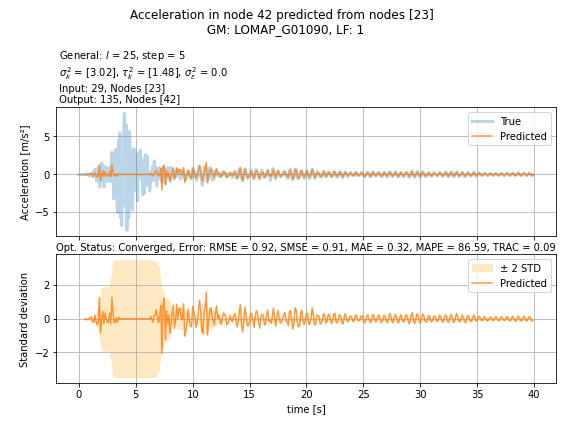 Acceleration in node 42 predicted from nodes [23]
GM: LOMAP_G01090, LF: 1
General: l = 25, step = 5
σ²ₖ = [3.02], τ²ₖ = [1.48], σ²ε = 0.0
Input: 29, Nodes [23]
Output: 135, Nodes [42]
Acceleration [m/s²]
5
0
−5
True
Predicted
Opt. Status: Converged, Error: RMSE = 0.92, SMSE = 0.91, MAE = 0.32, MAPE = 86.59, TRAC = 0.09
Standard deviation
2
0
−2
± 2 STD
Predicted
0 5 10 15 20 25 30 35 40
time [s]